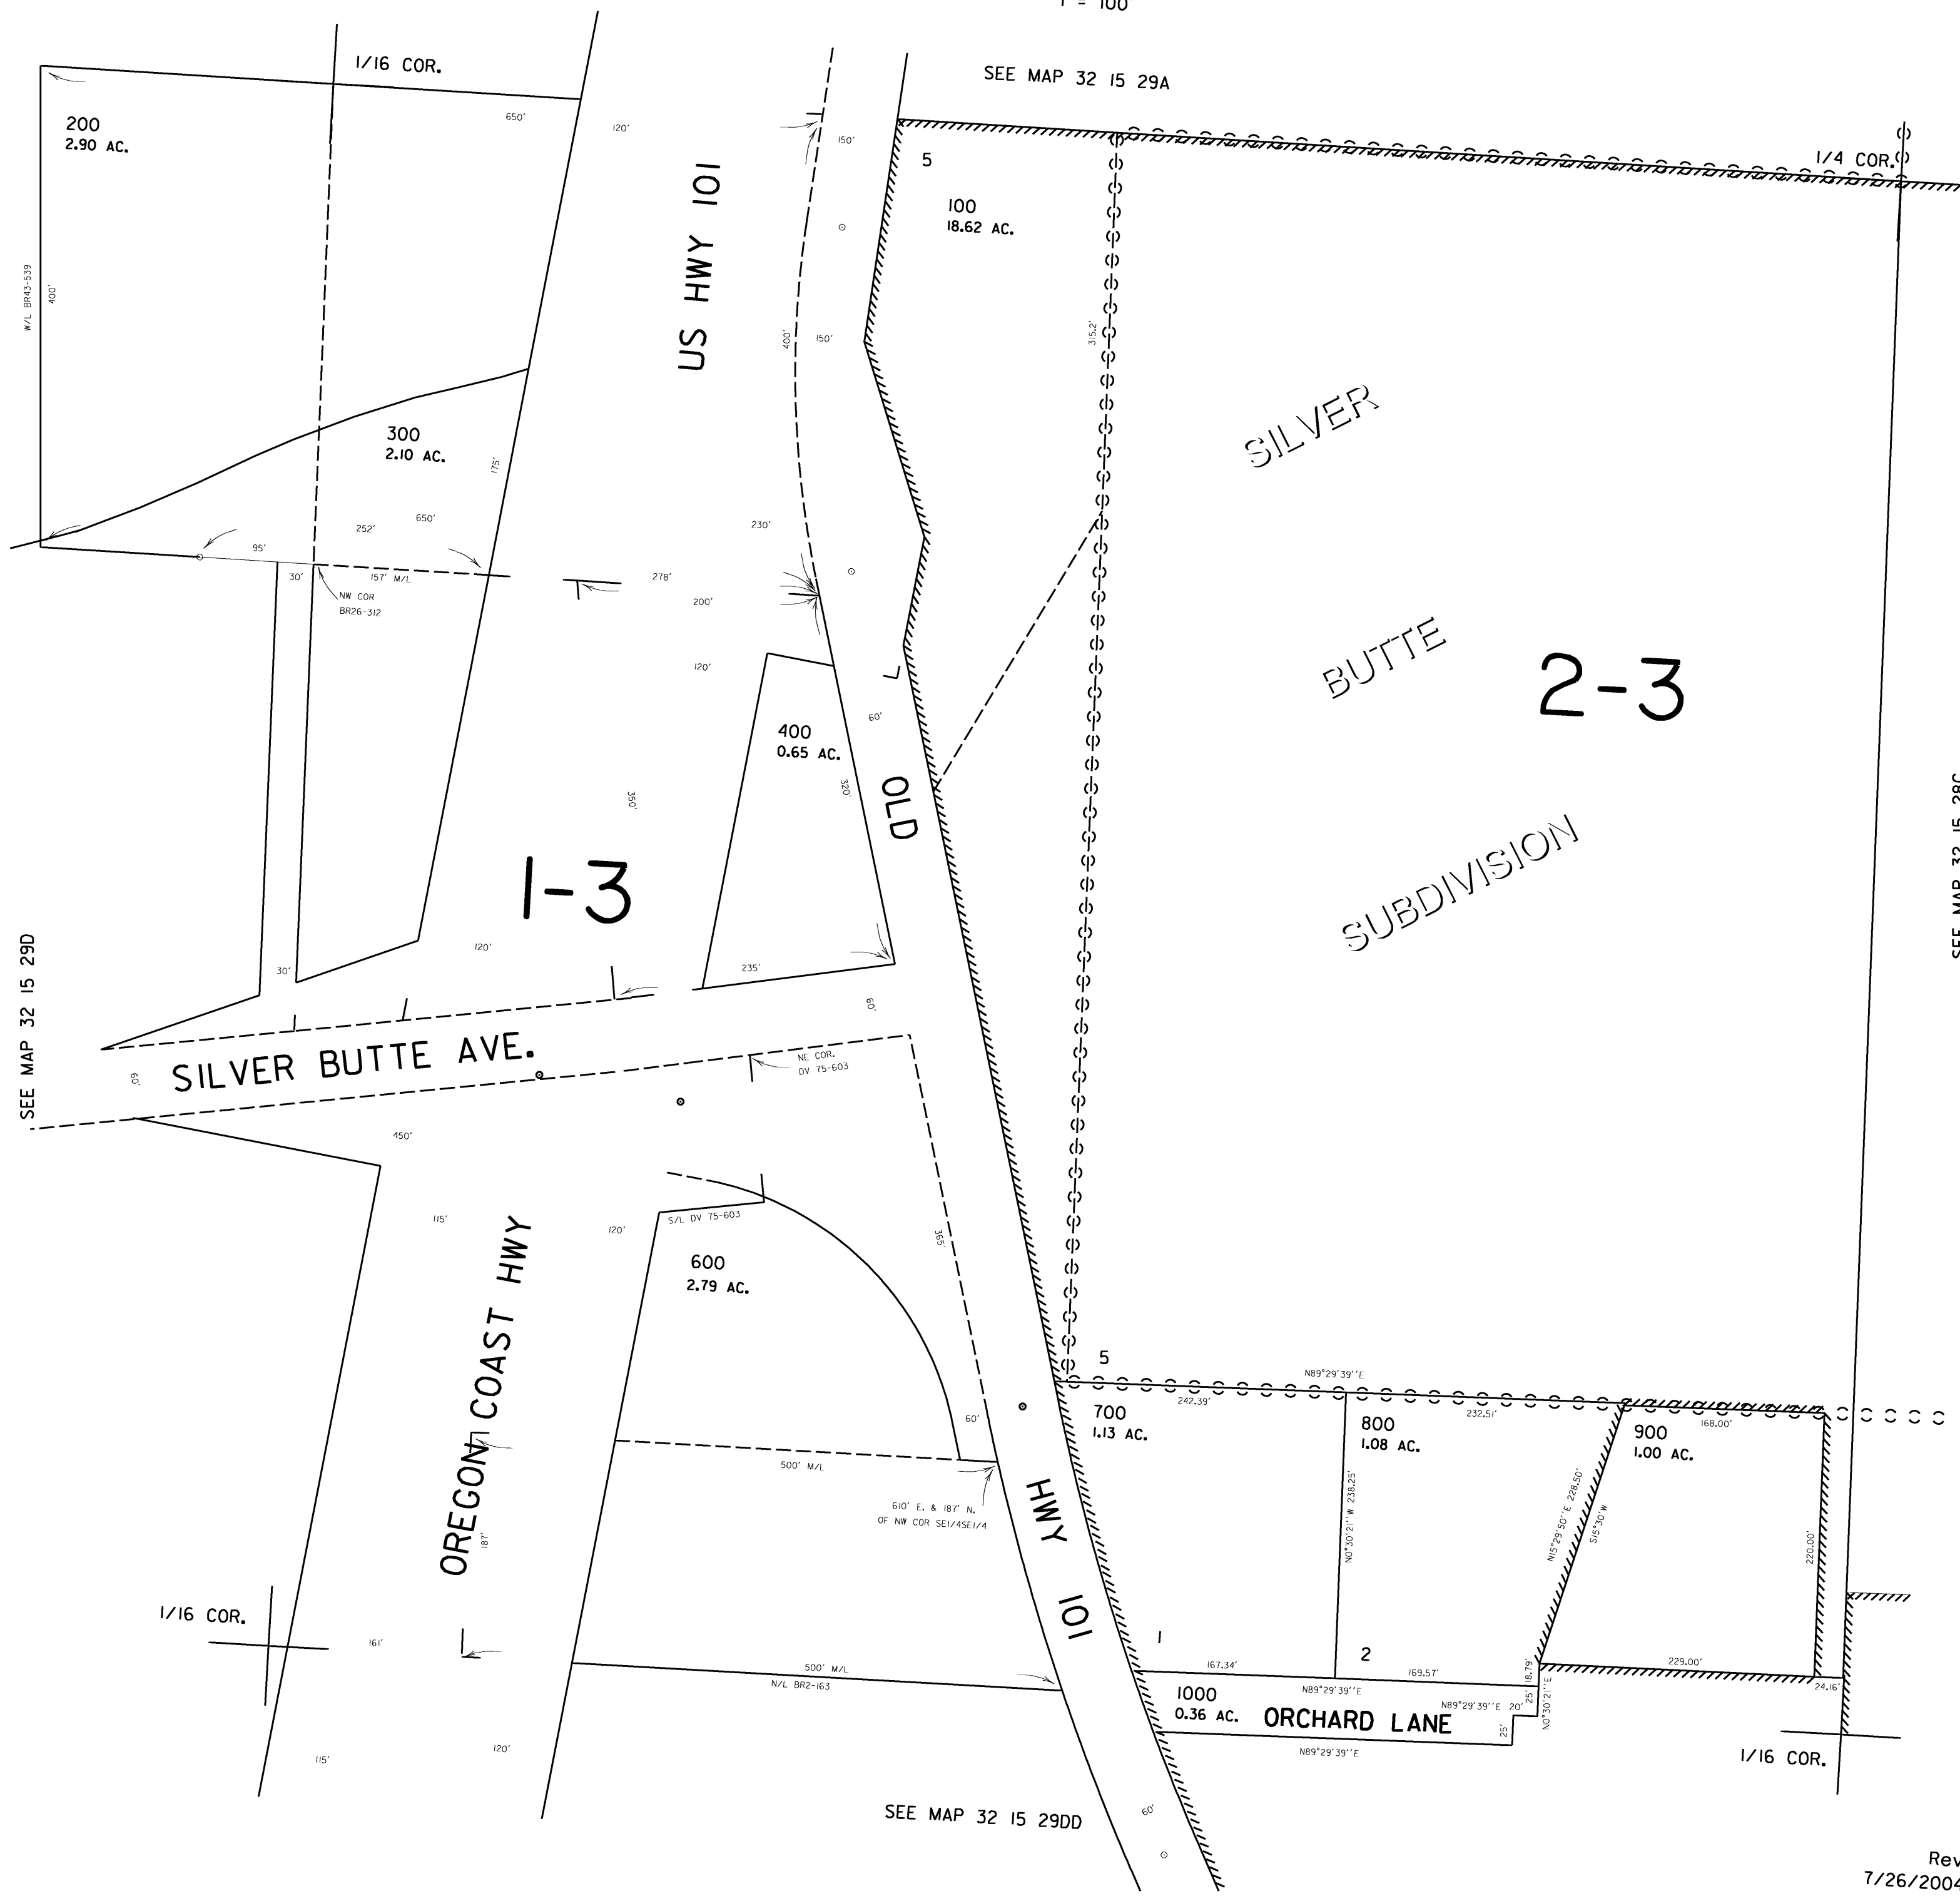 1" = 100'
SEE MAP 32 15 29A
1/16 COR.
200
2.90 AC.
650'
120'
150'
5
1/4 COR.
100
18.62 AC.
US HWY 101
W/L BR43-539
400'
400'
150'
315.2'
SILVER
BUTTE
SUBDIVISION
2-3
300
2.10 AC.
175'
650'
252'
230'
95'
30'
157' M/L
278'
NW COR
BR26-312
200'
120'
60'
400
0.65 AC.
320'
350'
OLD
1-3
SEE MAP 32 15 28C
120'
235'
30'
60'
SEE MAP 32 15 29D
SILVER BUTTE AVE.
60'
NE COR.
DV 75-603
450'
115'
120'
S/L DV 75-603
365'
600
2.79 AC.
OREGON COAST HWY
5
N89°29'39"E
60'
242.39'
232.51'
168.00'
700
1.13 AC.
800
1.08 AC.
900
1.00 AC.
500' M/L
HWY
610' E. & 187' N.
OF NW COR SE1/4SE1/4
187'
N0°30'21"W 238.25'
N15°29'50"E 228.50'
S15°30'W
220.00'
101
1/16 COR.
161'
1
2
500' M/L
N/L BR2-163
167.34'
169.57'
229.00'
N89°29'39"E
18.79'
24.16'
1000
0.36 AC.
ORCHARD LANE
N89°29'39"E 20'
25'
N0°30'21"E
25'
N89°29'39"E
115'
120'
1/16 COR.
SEE MAP 32 15 29DD
60'
Rev
7/26/2004